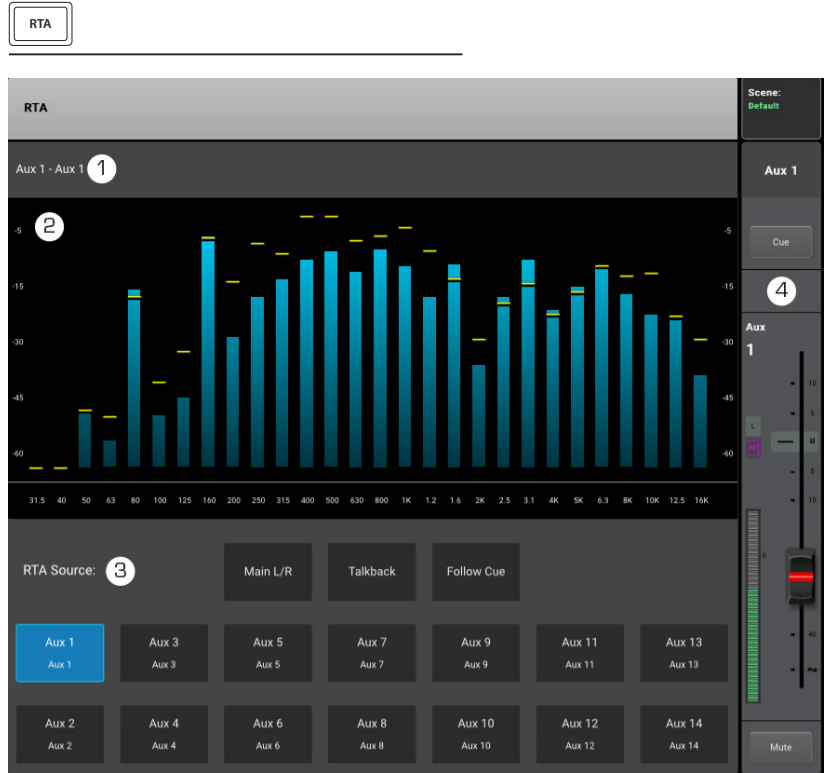 RTA
RTA
Scene:
Default
Aux 1 - Aux 1 1
Aux 1
2
-5 -5
Cue
-15 -15
4
Aux
1
-30 -30
10
-45 -45
5
L
M
U
-60 -60
5
31.5 40 50 63 80 100 125 160 200 250 315 400 500 630 800 1K 1.2 1.6 2K 2.5 3.1 4K 5K 6.3 8K 10K 12.5 16K
10
0
RTA Source: 3
Main L/R Talkback Follow Cue
Aux 1 Aux 3 Aux 5 Aux 7 Aux 9 Aux 11 Aux 13
Aux 1 Aux 3 Aux 5 Aux 7 Aux 9 Aux 11 Aux 13
40
∞
Aux 2 Aux 4 Aux 6 Aux 8 Aux 10 Aux 12 Aux 14
Aux 2 Aux 4 Aux 6 Aux 8 Aux 10 Aux 12 Aux 14
Mute